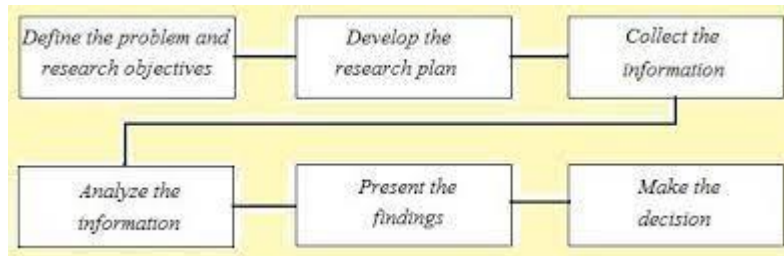 Define the problem and
research objectives
Develop the
research plan
Collect the
information
Analyze the
information
Present the
findings
Make the
decision